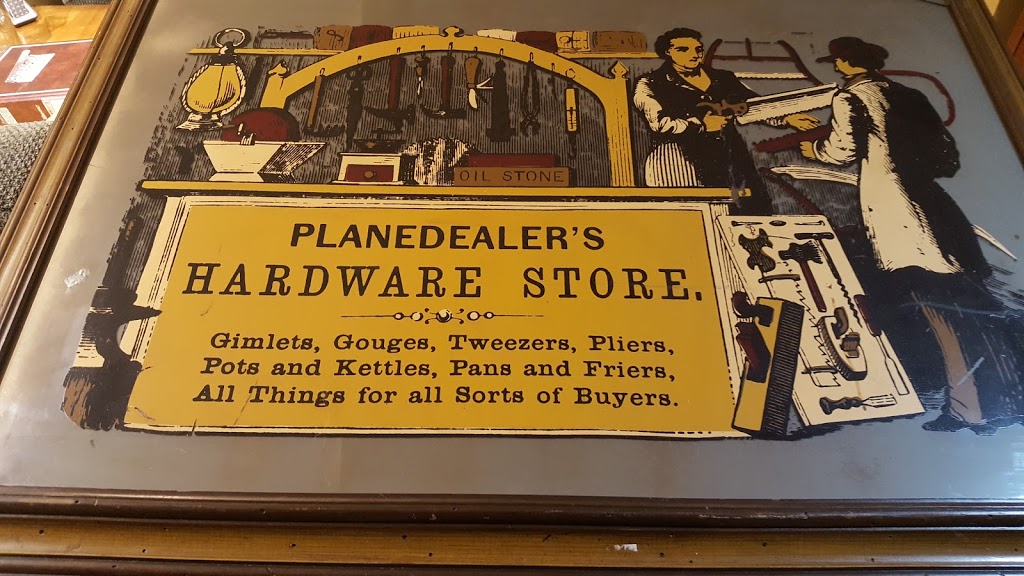 OIL STONE
PLANEDEALER'S
HARDWARE STORE.
Gimlets, Gouges, Tweezers, Pliers,
Pots and Kettles, Pans and Friers,
All Things for all Sorts of Buyers.